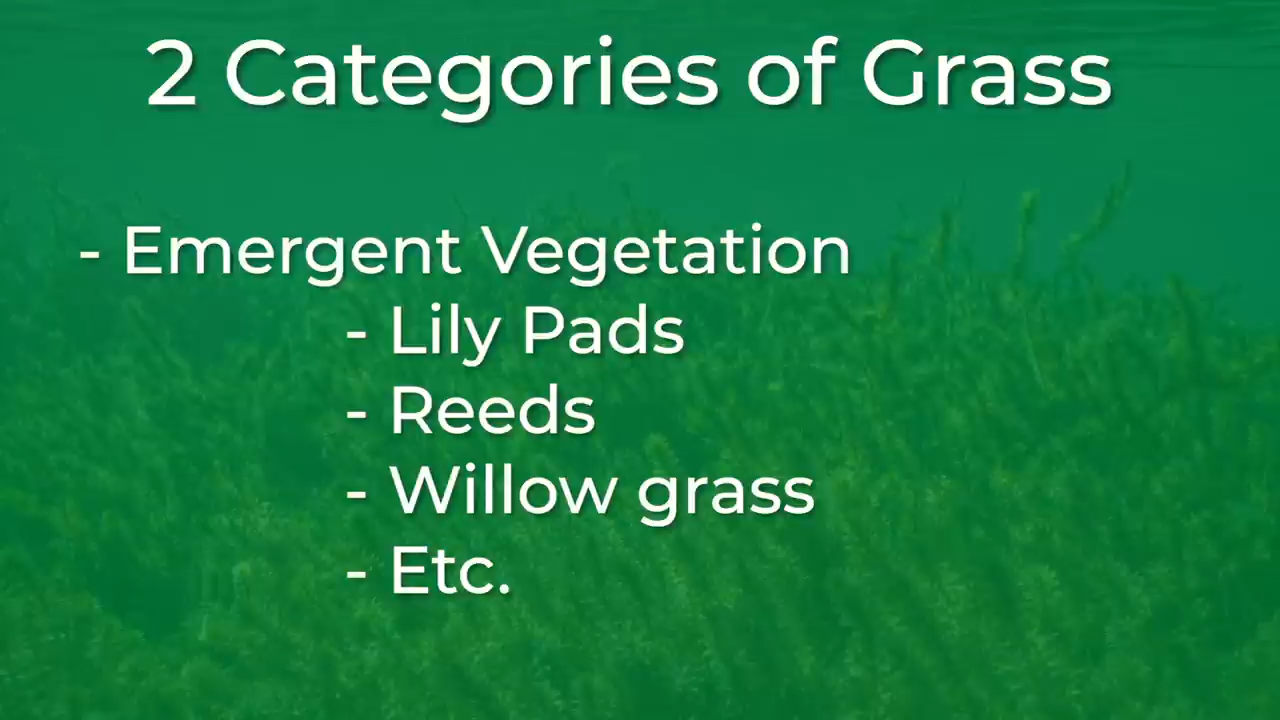 2 Categories of Grass
- Emergent Vegetation
- Lily Pads
- Reeds
- Willow grass
- Etc.